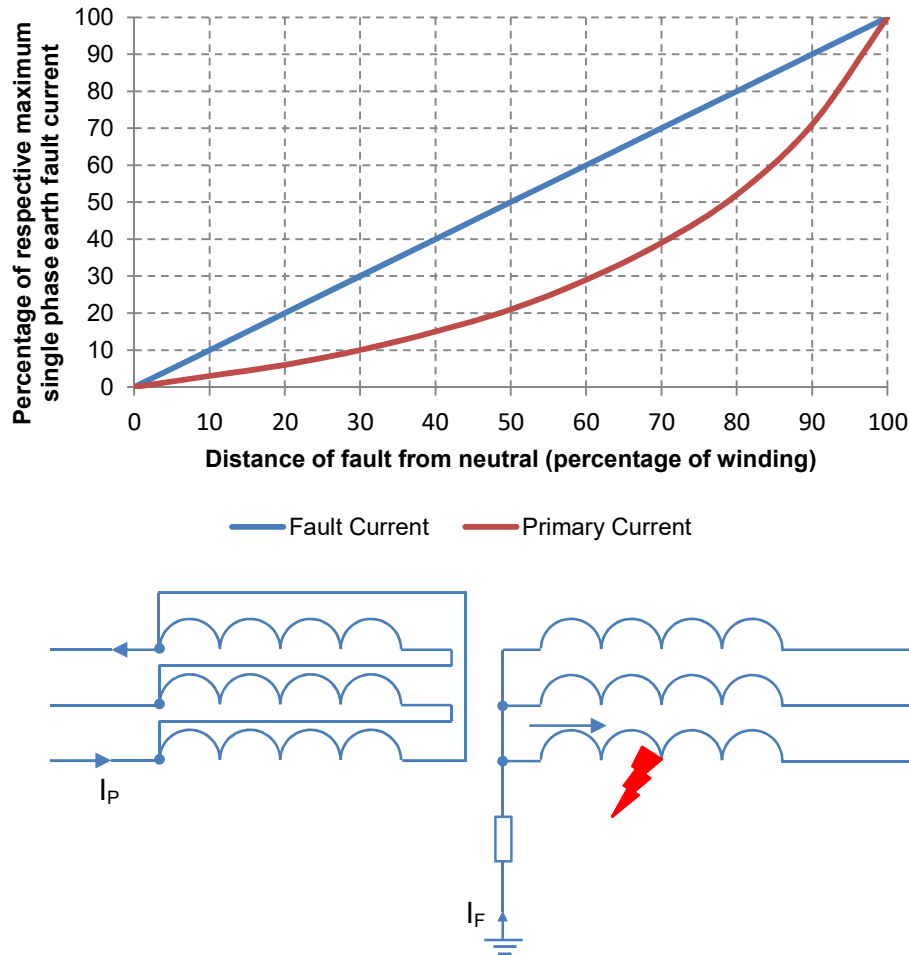 Percentage of respective maximum
single phase earth fault current
100
90
80
70
60
50
40
30
20
10
0
0 10 20 30 40 50 60 70 80 90 100
Distance of fault from neutral (percentage of winding)
Fault Current Primary Current
IP
IF